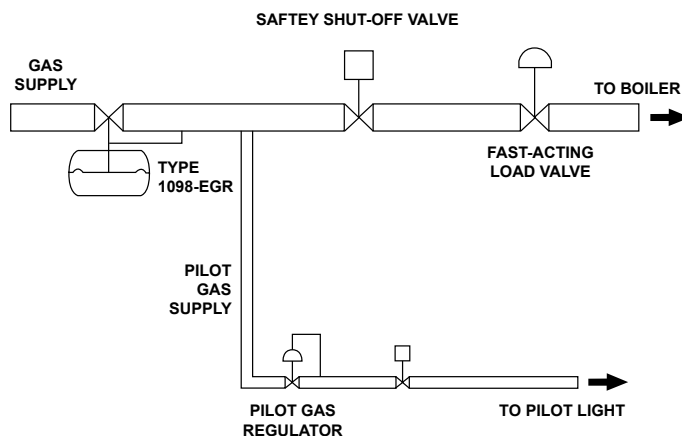 SAFTEY SHUT-OFF VALVE
GAS
SUPPLY
TO BOILER
TYPE
1098-EGR
FAST-ACTING
LOAD VALVE
PILOT
GAS
SUPPLY
PILOT GAS
REGULATOR
TO PILOT LIGHT